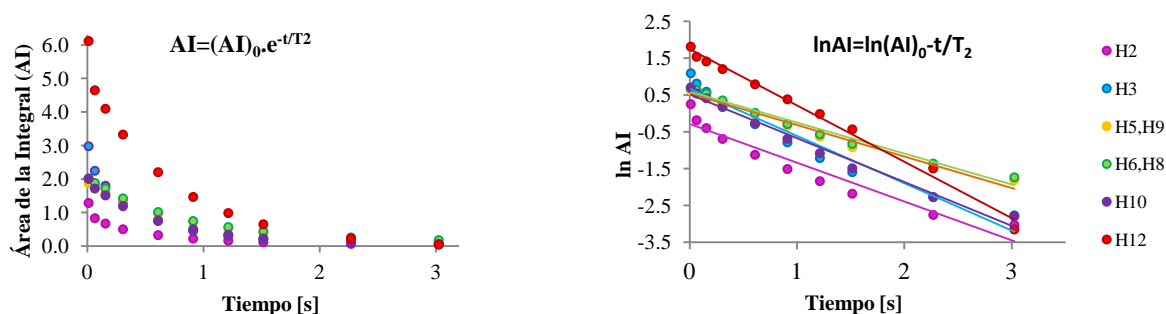 AI=(AI)₀.e^-t/T2
Área de la Integral (AI)
6.0
5.0
4.0
3.0
2.0
1.0
0.0
0
1
2
3
Tiempo [s]
lnAI=ln(AI)₀-t/T₂
ln AI
2.5
1.5
0.5
-0.5
-1.5
-2.5
-3.5
0
1
2
3
Tiempo [s]
H2
H3
H5,H9
H6,H8
H10
H12